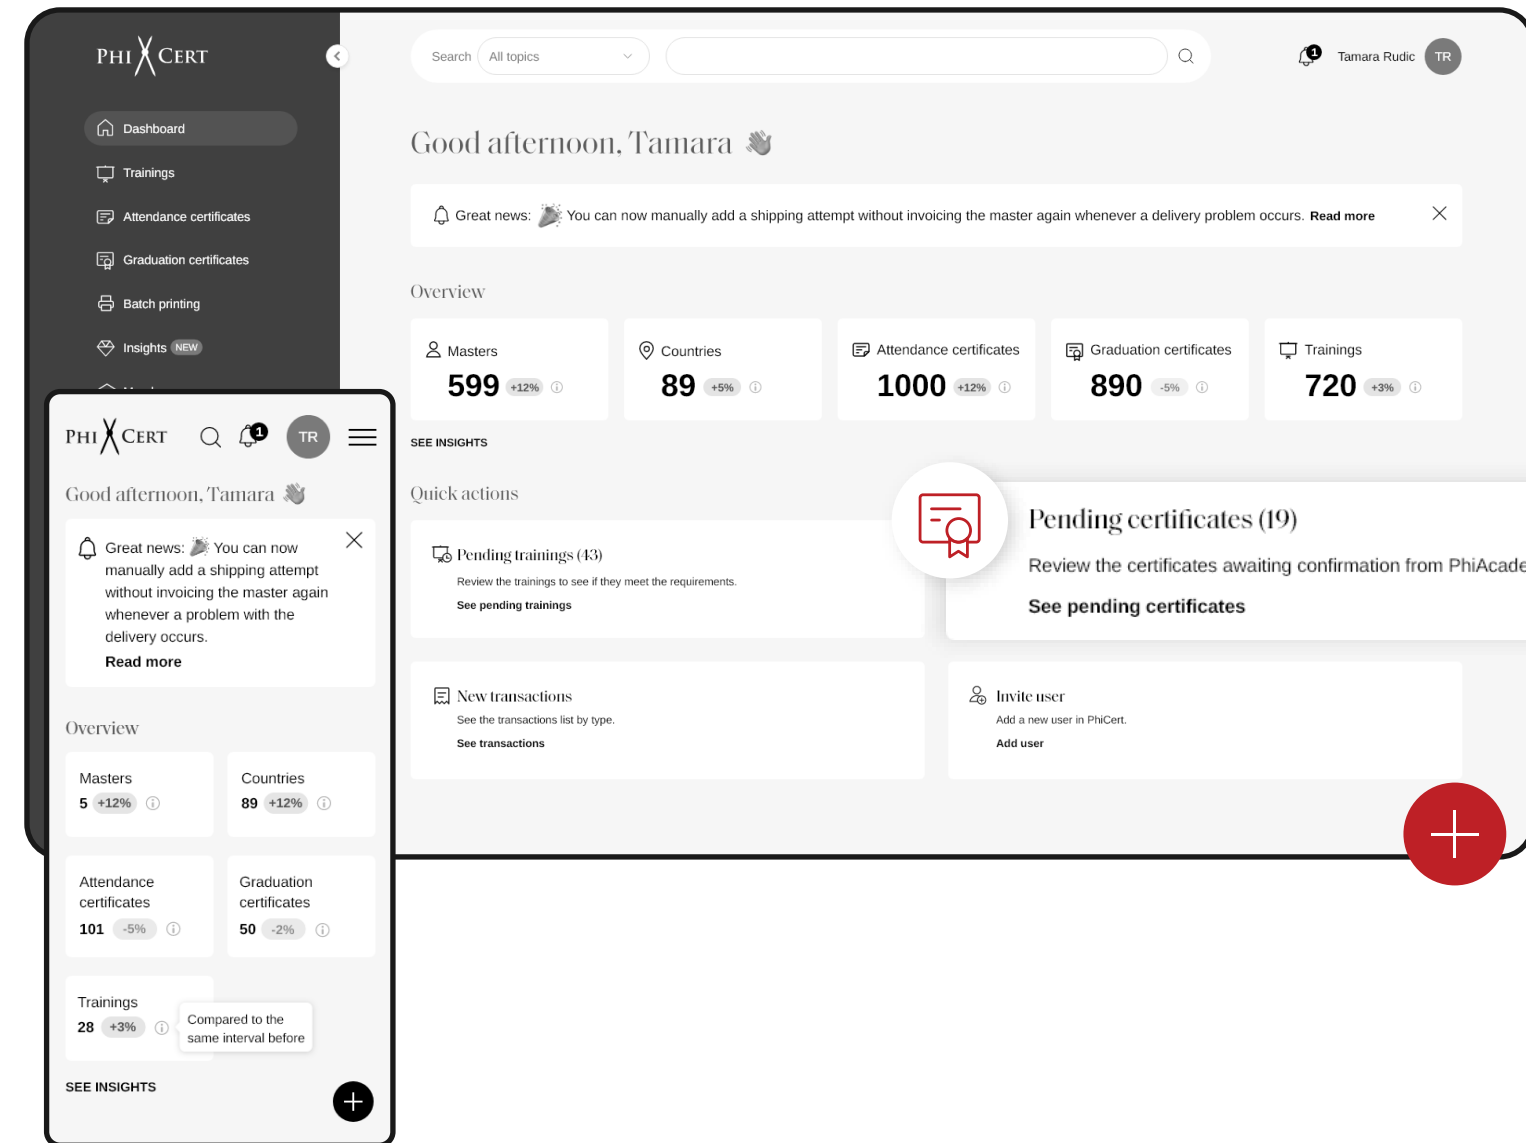 PHI CERT
Dashboard
Trainings
Attendance certificates
Graduation certificates
Batch printing
Insights NEW
Search All topics
1 Tamara Rudic TR
Good afternoon, Tamara
Great news: You can now manually add a shipping attempt without invoicing the master again whenever a delivery problem occurs. Read more
Overview
Masters
599 +12%
Countries
89 +5%
Attendance certificates
1000 +12%
Graduation certificates
890 -5%
Trainings
720 +3%
SEE INSIGHTS
Quick actions
Pending trainings (43)
Review the trainings to see if they meet the requirements.
See pending trainings
Pending certificates (19)
Review the certificates awaiting confirmation from PhiAcade
See pending certificates
New transactions
See the transactions list by type.
See transactions
Invite user
Add a new user in PhiCert.
Add user
PHI CERT 1 TR
Good afternoon, Tamara
Great news: You can now
manually add a shipping attempt
without invoicing the master again
whenever a problem with the
delivery occurs.
Read more
Overview
Masters
5 +12%
Countries
89 +12%
Attendance
certificates
101 -5%
Graduation
certificates
50 -2%
Trainings
28 +3%
Compared to the
same interval before
SEE INSIGHTS